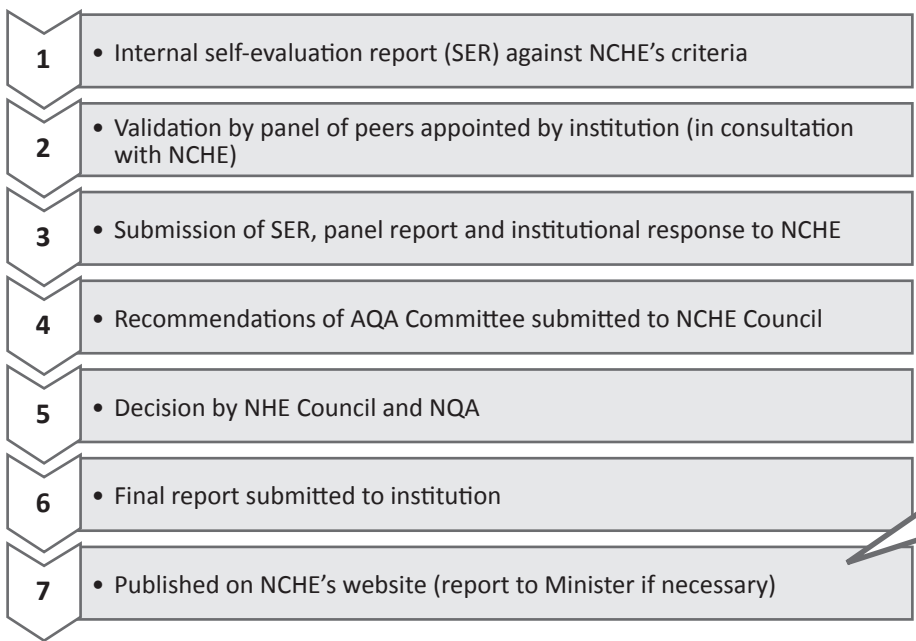 1
• Internal self-evaluation report (SER) against NCHE’s criteria
2
• Validation by panel of peers appointed by institution (in consultation
with NCHE)
3
• Submission of SER, panel report and institutional response to NCHE
4
• Recommendations of AQA Committee submitted to NCHE Council
5
• Decision by NHE Council and NQA
6
• Final report submitted to institution
7
• Published on NCHE’s website (report to Minister if necessary)